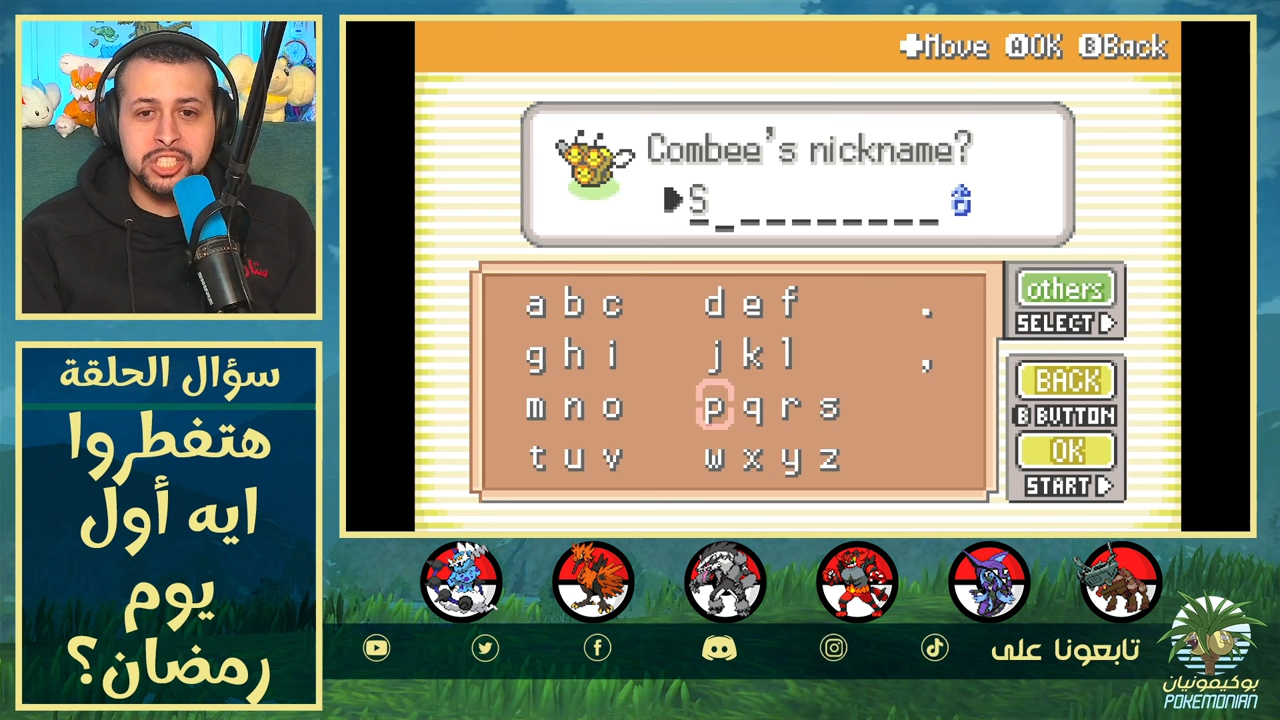 Move A OK B Back
Combee's nickname?
S
a b c d e f .
g h i j k l ,
m n o p q r s
t u v w x y z
others
SELECT
BACK
B BUTTON
OK
START
سؤال الحلقة
هتفطروا
ايه أول
يوم
رمضان؟
تابعونا على
بوكيمونيان
POKEMONIAN